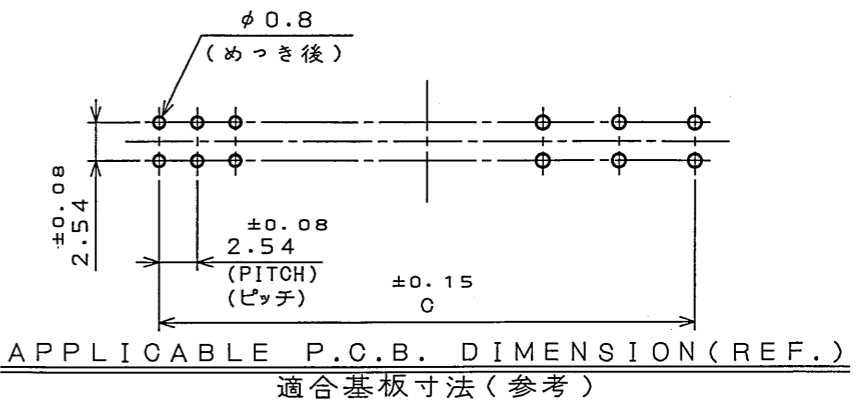 φ0.8
(めっき後)
±0.08
2.54
±0.08
2.54
(PITCH)
(ピッチ)
±0.15
C
APPLICABLE P.C.B. DIMENSION(REF.)
適合基板寸法(参考)